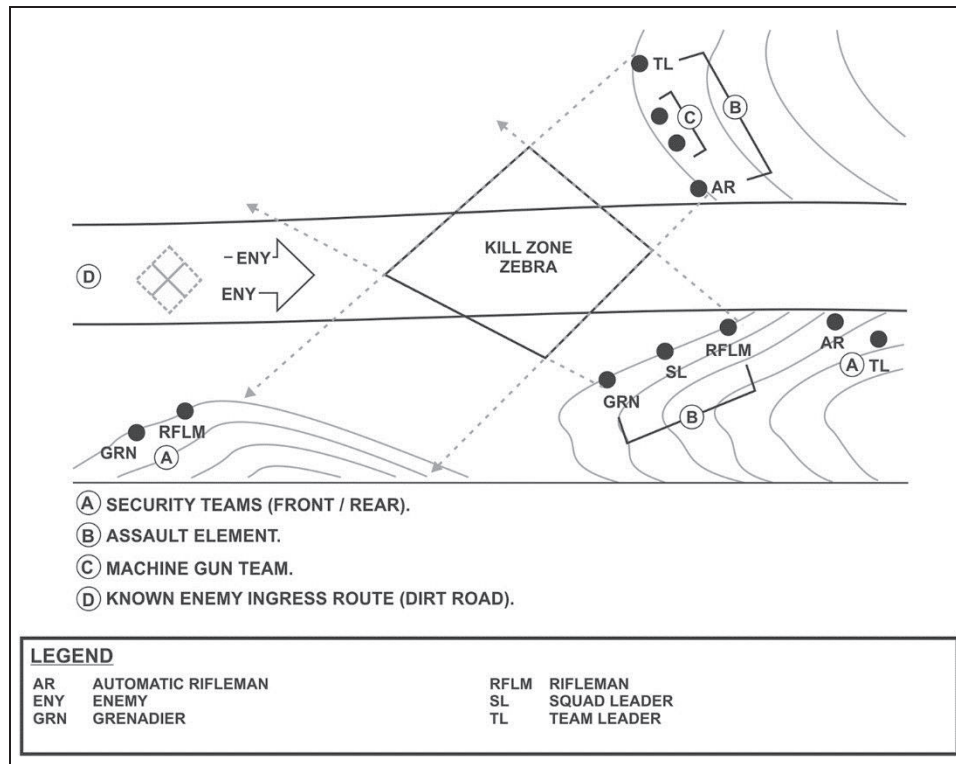 TL
C
B
AR
KILL ZONE
ZEBRA
D
ENY
ENY
RFLM
AR
SL
A TL
GRN
B
RFLM
GRN
A
A SECURITY TEAMS (FRONT / REAR).
B ASSAULT ELEMENT.
C MACHINE GUN TEAM.
D KNOWN ENEMY INGRESS ROUTE (DIRT ROAD).
LEGEND
AR AUTOMATIC RIFLEMAN
ENY ENEMY
GRN GRENADIER
RFLM RIFLEMAN
SL SQUAD LEADER
TL TEAM LEADER